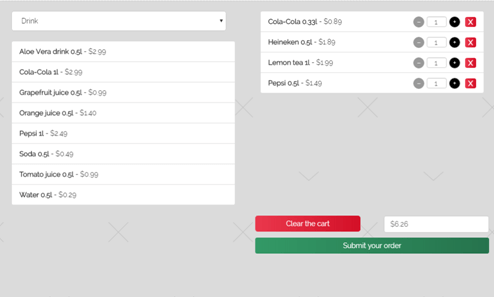 Drink
Aloe Vera drink 0.5l - $2.99
Cola-Cola 1l - $2.99
Grapefruit juice 0.5l - $0.99
Orange juice 0.5l - $1.40
Pepsi 1l - $2.49
Soda 0.5l - $0.49
Tomato juice 0.5l - $0.99
Water 0.5l - $0.29
Cola-Cola 0.33l - $0.89 − 1 + X
Heineken 0.5l - $1.89 − 1 + X
Lemon tea 1l - $1.99 − 1 + X
Pepsi 0.5l - $1.49 − 1 + X
Clear the cart
$6.26
Submit your order